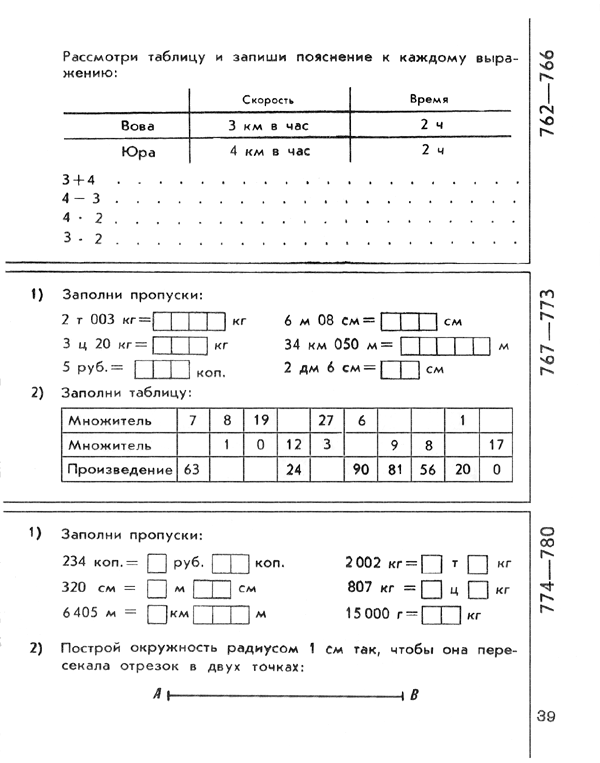 Рассмотри таблицу и запиши пояснение к каждому выра-
жению:
Скорость Время
Вова 3 км в час 2 ч
Юра 4 км в час 2 ч
3+4 . . . . . . . . . . . . . . . . . . . . . .
4 − 3 . . . . . . . . . . . . . . . . . . . . . .
4 · 2 . . . . . . . . . . . . . . . . . . . . . .
3 · 2 . . . . . . . . . . . . . . . . . . . . . .
762—766
1) Заполни пропуски:
2 т 003 кг= кг 6 м 08 см= см
3 ц 20 кг= кг 34 км 050 м= м
5 руб.= коп. 2 дм 6 см= см
2) Заполни таблицу:
Множитель 7 8 19 27 6 1
Множитель 1 0 12 3 9 8 17
Произведение 63 24 90 81 56 20 0
767—773
1) Заполни пропуски:
234 коп.= руб. коп. 2 002 кг= т кг
320 см = м см 807 кг = ц кг
6 405 м = км м 15 000 г= кг
2) Построй окружность радиусом 1 см так, чтобы она пере-
секала отрезок в двух точках:
A B
774—780
39